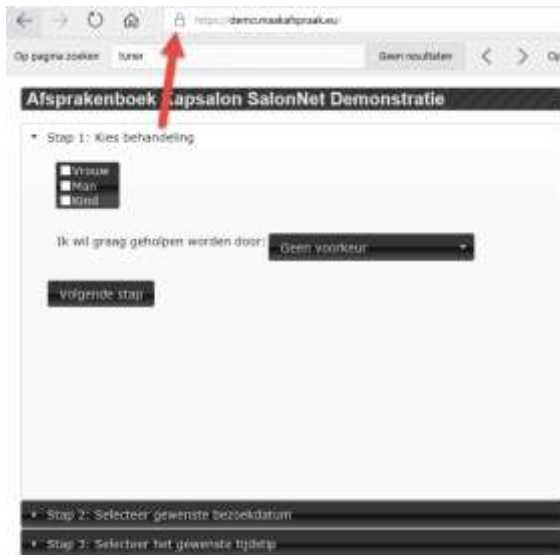 https://demo.maakafspraak.eu/
Op pagina zoeken tuner Geen resultaten Op
Afsprakenboek Kapsalon SalonNet Demonstratie
Stap 1: Kies behandeling
Vrouw
Man
Kind
Ik wil graag geholpen worden door: Geen voorkeur
Volgende stap
Stap 2: Selecteer gewenste bezoekdatum
Stap 3: Selecteer het gewenste tijdstip